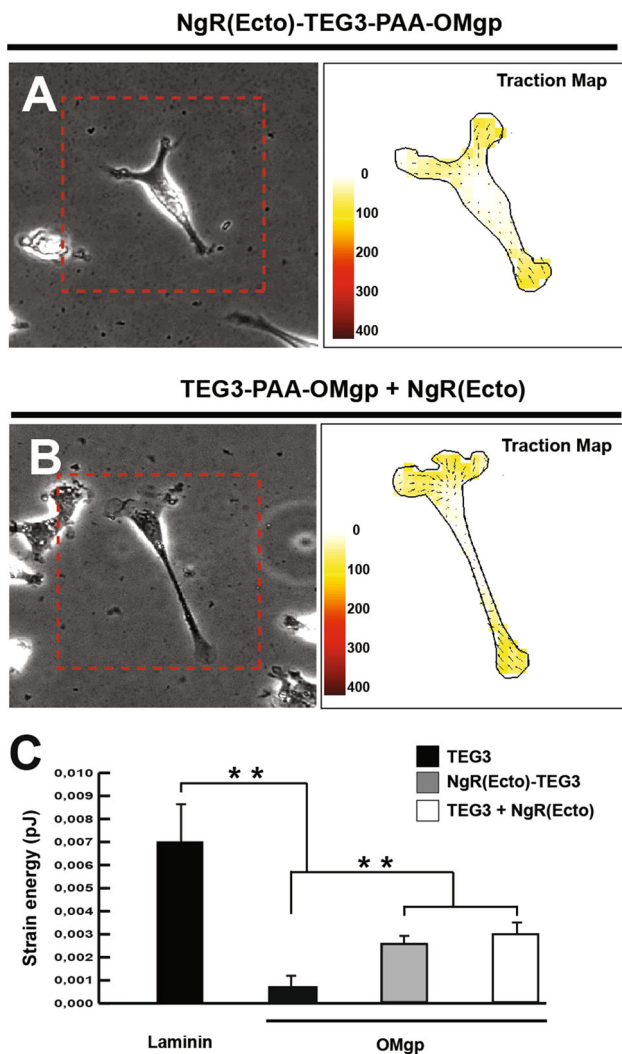 NgR(Ecto)-TEG3-PAA-OMgp
A
Traction Map
0
100
200
300
400
TEG3-PAA-OMgp + NgR(Ecto)
B
Traction Map
0
100
200
300
400
C
TEG3
NgR(Ecto)-TEG3
TEG3 + NgR(Ecto)
Strain energy (pJ)
0,010
0,009
0,008
0,007
0,006
0,005
0,004
0,003
0,002
0,001
0,000
* *
* *
Laminin
OMgp